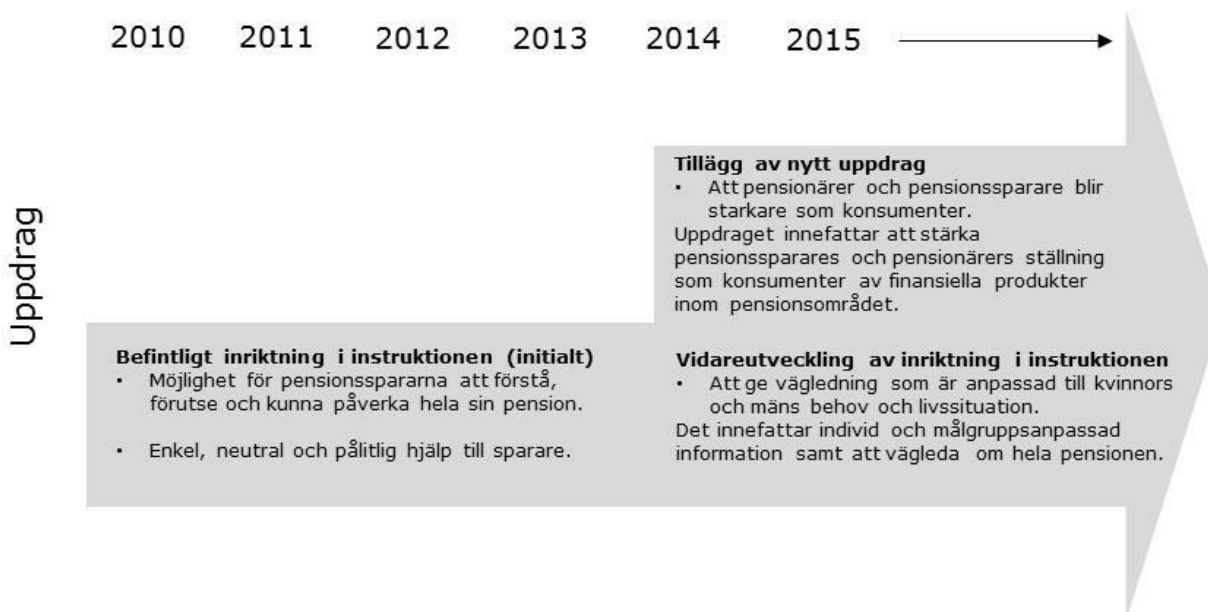 2010 2011 2012 2013 2014 2015
Uppdrag
Tillägg av nytt uppdrag
• Att pensionärer och pensionssparare blir
starkare som konsumenter.
Uppdraget innefattar att stärka
pensionssparares och pensionärers ställning
som konsumenter av finansiella produkter
inom pensionsområdet.
Befintligt inriktning i instruktionen (initialt)
• Möjlighet för pensionsspararna att förstå,
förutse och kunna påverka hela sin pension.
• Enkel, neutral och pålitlig hjälp till sparare.
Vidareutveckling av inriktning i instruktionen
• Att ge vägledning som är anpassad till kvinnors
och mäns behov och livssituation.
Det innefattar individ och målgruppsanpassad
information samt att vägleda om hela pensionen.